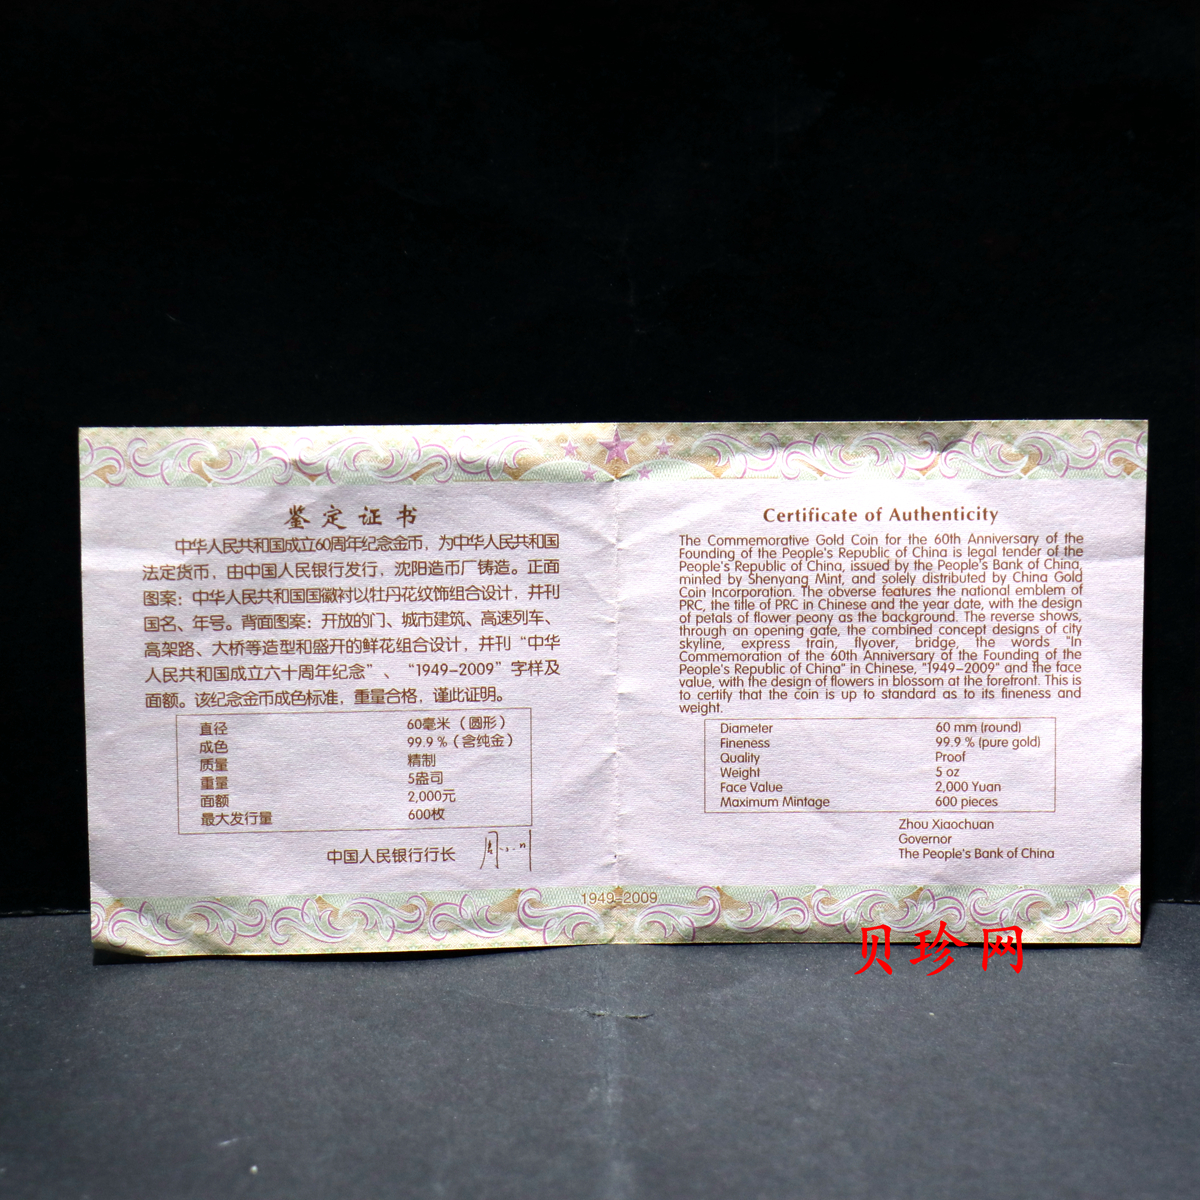 鉴定证书
中华人民共和国成立60周年纪念金币，为中华人民共和国
法定货币，由中国人民银行发行，沈阳造币厂铸造。正面
图案：中华人民共和国国徽衬以牡丹花纹饰组合设计，并刊
国名、年号。背面图案：开放的门、城市建筑、高速列车、
高架路、大桥等造型和盛开的鲜花组合设计，并刊“中华
人民共和国成立六十周年纪念”、“1949-2009”字样及
面额。该纪念金币成色标准，重量合格，谨此证明。
直径 60毫米（圆形）
成色 99.9％（含纯金）
质量 精制
重量 5盎司
面额 2,000元
最大发行量 600枚
中国人民银行行长
Certificate of Authenticity
The Commemorative Gold Coin for the 60th Anniversary of the
Founding of the People's Republic of China is legal tender of the
People's Republic of China, issued by the People's Bank of China,
minted by Shenyang Mint, and solely distributed by China Gold
Coin Incorporation. The obverse features the national emblem of
PRC, the title of PRC in Chinese and the year date, with the design
of petals of flower peony as the background. The reverse shows,
through an opening gate, the combined concept designs of city
skyline, express train, flyover, bridge, the words "In
Commemoration of the 60th Anniversary of the Founding of the
People's Republic of China" in Chinese, "1949-2009" and the face
value, with the design of flowers in blossom at the forefront. This is
to certify that the coin is up to standard as to its fineness and
weight.
Diameter 60 mm (round)
Fineness 99.9 % (pure gold)
Quality Proof
Weight 5 oz
Face Value 2,000 Yuan
Maximum Mintage 600 pieces
Zhou Xiaochuan
Governor
The People's Bank of China
1949-2009
贝珍网